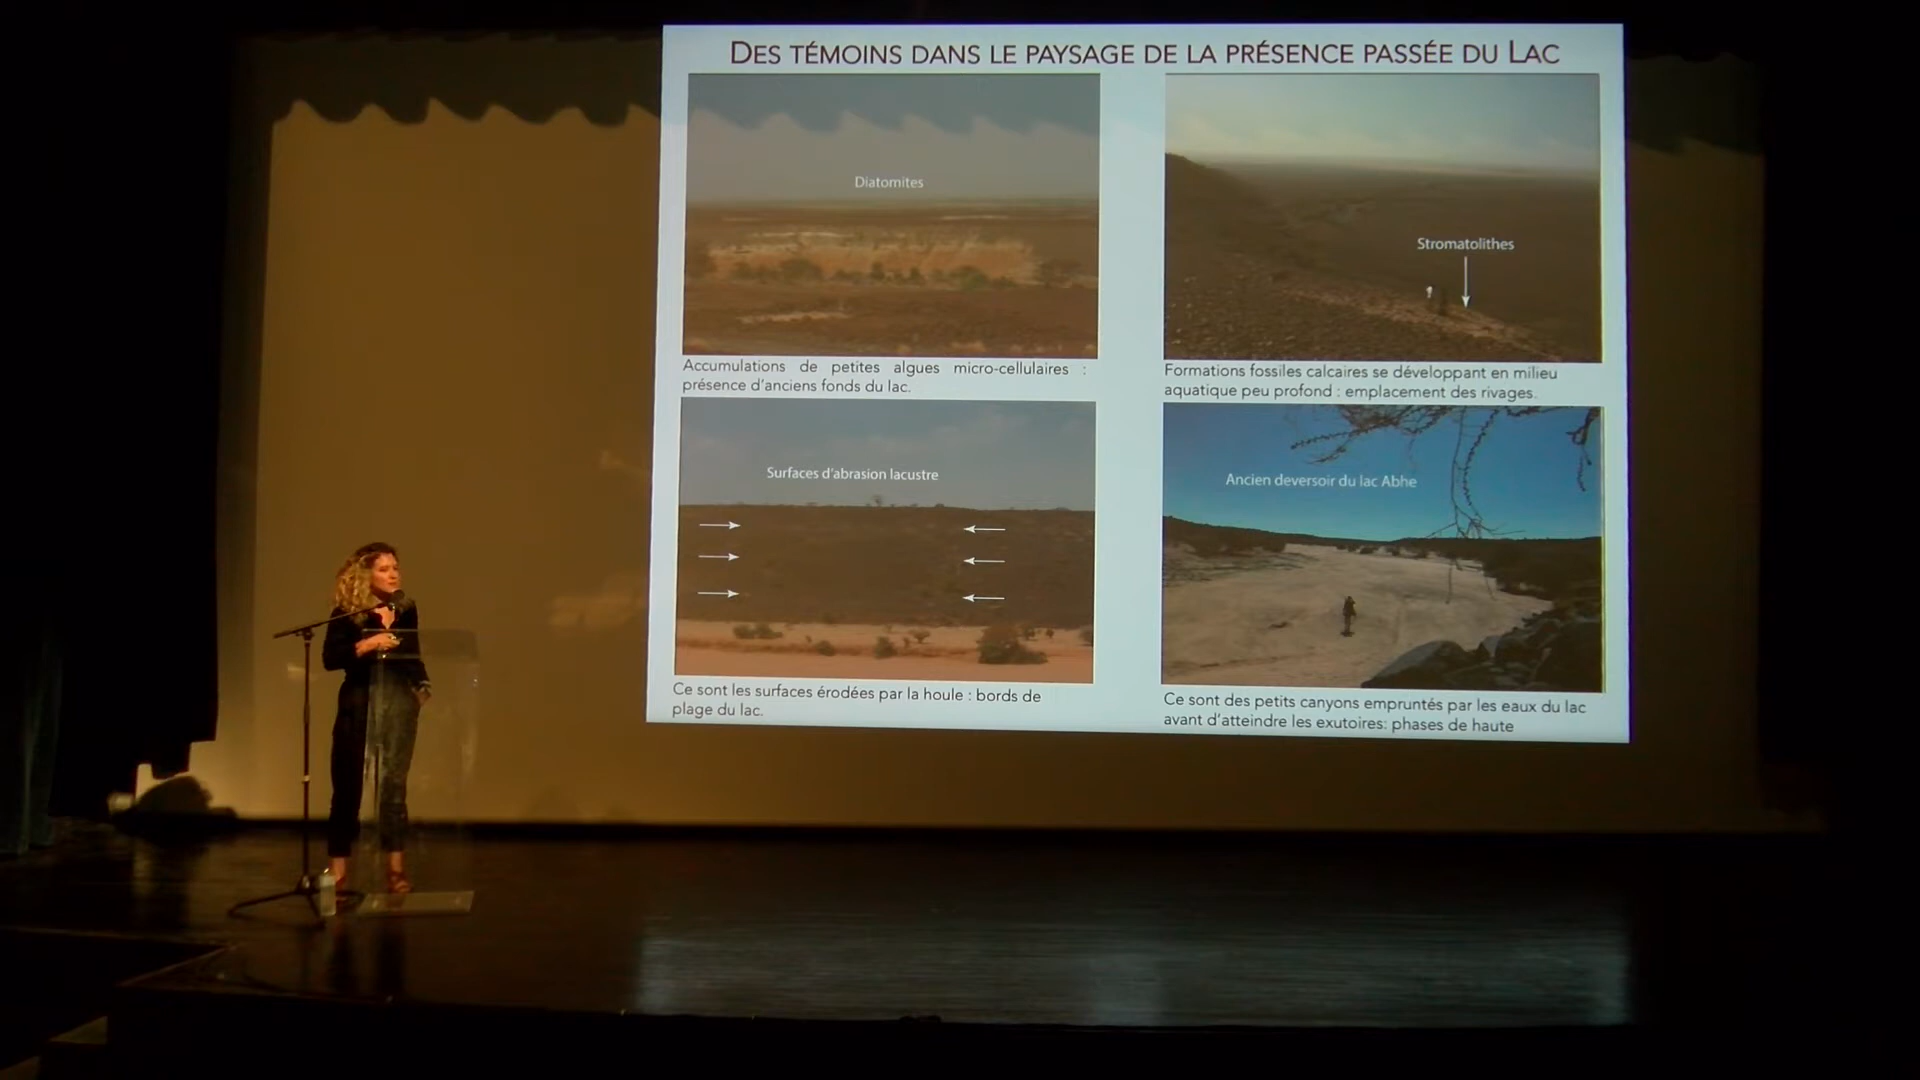 DES TÉMOINS DANS LE PAYSAGE DE LA PRÉSENCE PASSÉE DU LAC
Diatomites
Accumulations de petites algues micro-cellulaires :
présence d'anciens fonds du lac.
Stromatolithes
Formations fossiles calcaires se développant en milieu
aquatique peu profond : emplacement des rivages.
Surfaces d'abrasion lacustre
Ce sont les surfaces érodées par la houle : bords de
plage du lac.
Ancien deversoir du lac Abhe
Ce sont des petits canyons empruntés par les eaux du lac
avant d'atteindre les exutoires: phases de haute